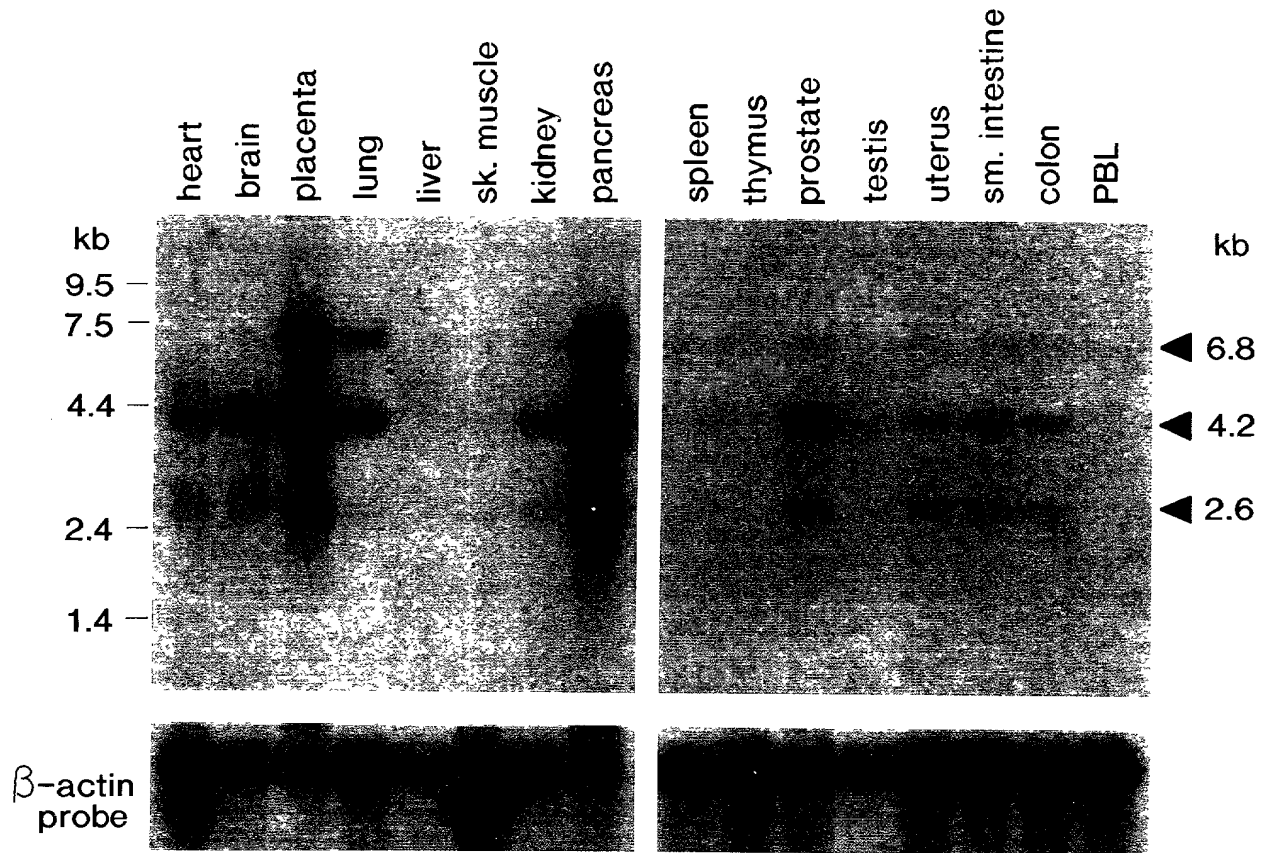 heart
brain
placenta
lung
liver
sk. muscle
kidney
pancreas
spleen
thymus
prostate
testis
uterus
sm. intestine
colon
PBL
kb
9.5
7.5
4.4
2.4
1.4
kb
6.8
4.2
2.6
β-actin
probe